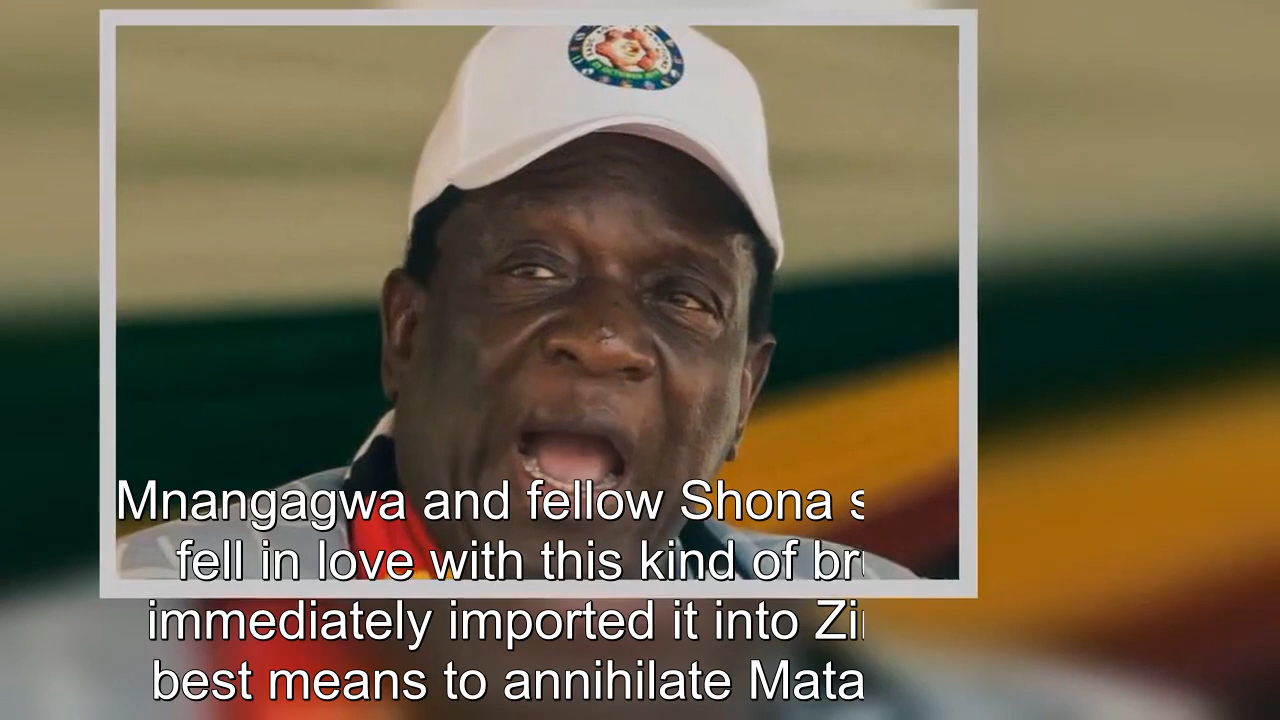 Mnangagwa and fellow Shona
fell in love with this kind of
immediately imported it into
best means to annihilate